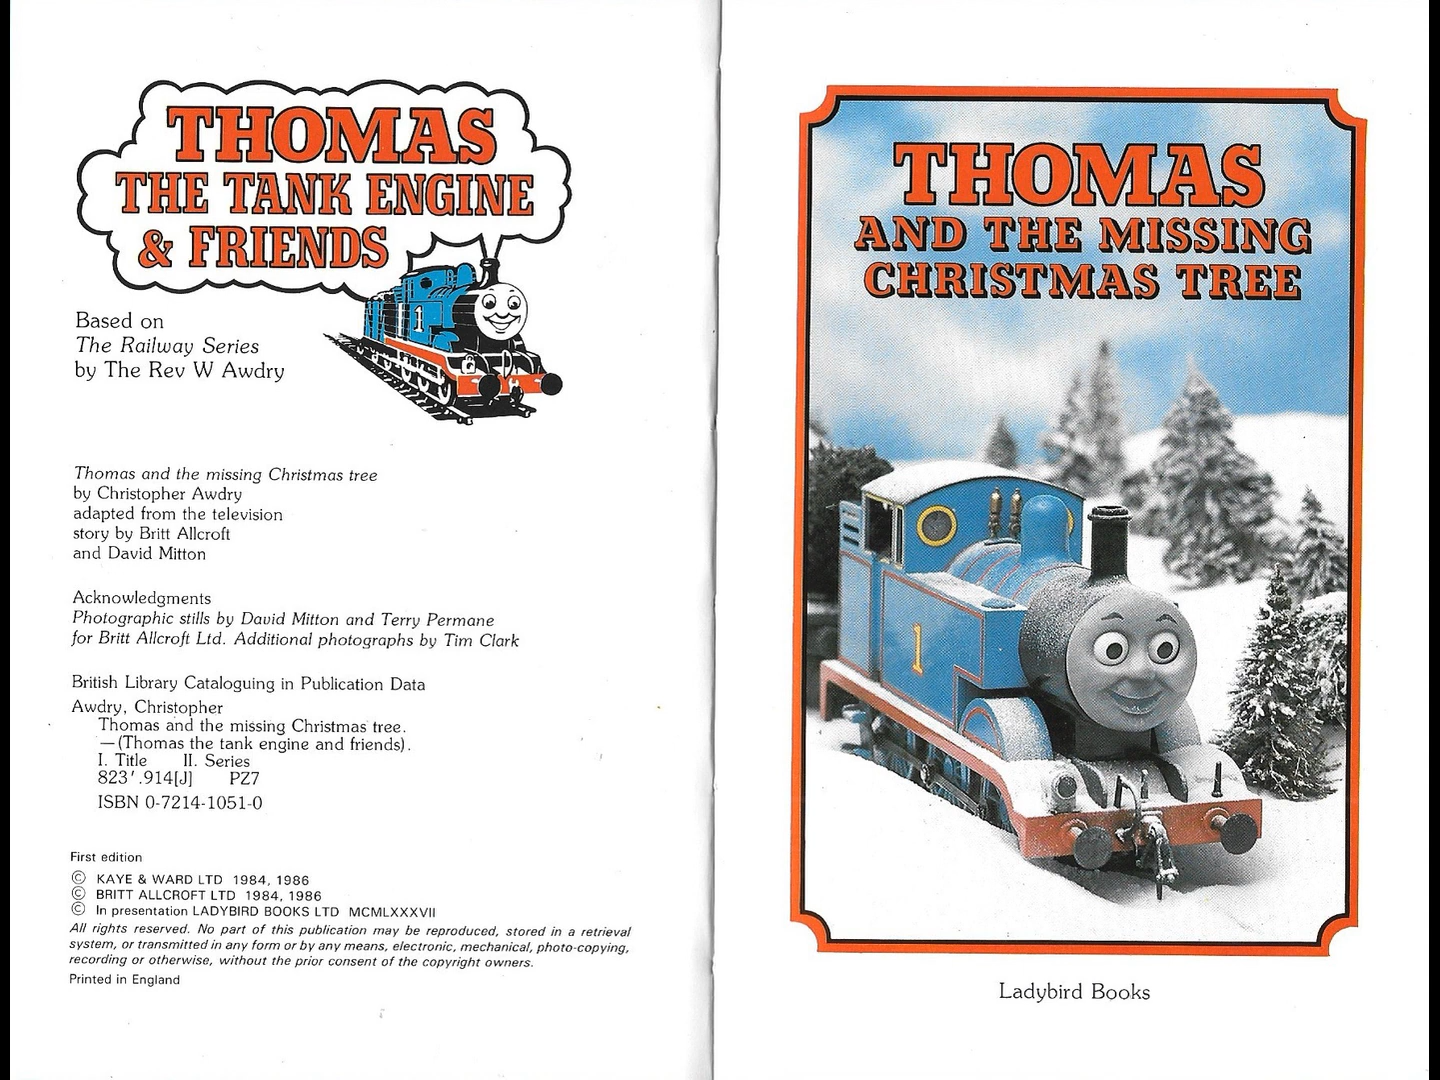 THOMAS
THE TANK ENGINE
& FRIENDS
1
Based on
The Railway Series
by The Rev W Awdry
Thomas and the missing Christmas tree
by Christopher Awdry
adapted from the television
story by Britt Allcroft
and David Mitton
Acknowledgments
Photographic stills by David Mitton and Terry Permane
for Britt Allcroft Ltd. Additional photographs by Tim Clark
British Library Cataloguing in Publication Data
Awdry, Christopher
Thomas and the missing Christmas tree.
—(Thomas the tank engine and friends).
I. Title II. Series
823'.914[J] PZ7
ISBN 0-7214-1051-0
First edition
© KAYE & WARD LTD 1984, 1986
© BRITT ALLCROFT LTD 1984, 1986
© In presentation LADYBIRD BOOKS LTD MCMLXXXVII
All rights reserved. No part of this publication may be reproduced, stored in a retrieval
system, or transmitted in any form or by any means, electronic, mechanical, photo-copying,
recording or otherwise, without the prior consent of the copyright owners.
Printed in England
THOMAS
AND THE MISSING
CHRISTMAS TREE
1
Ladybird Books